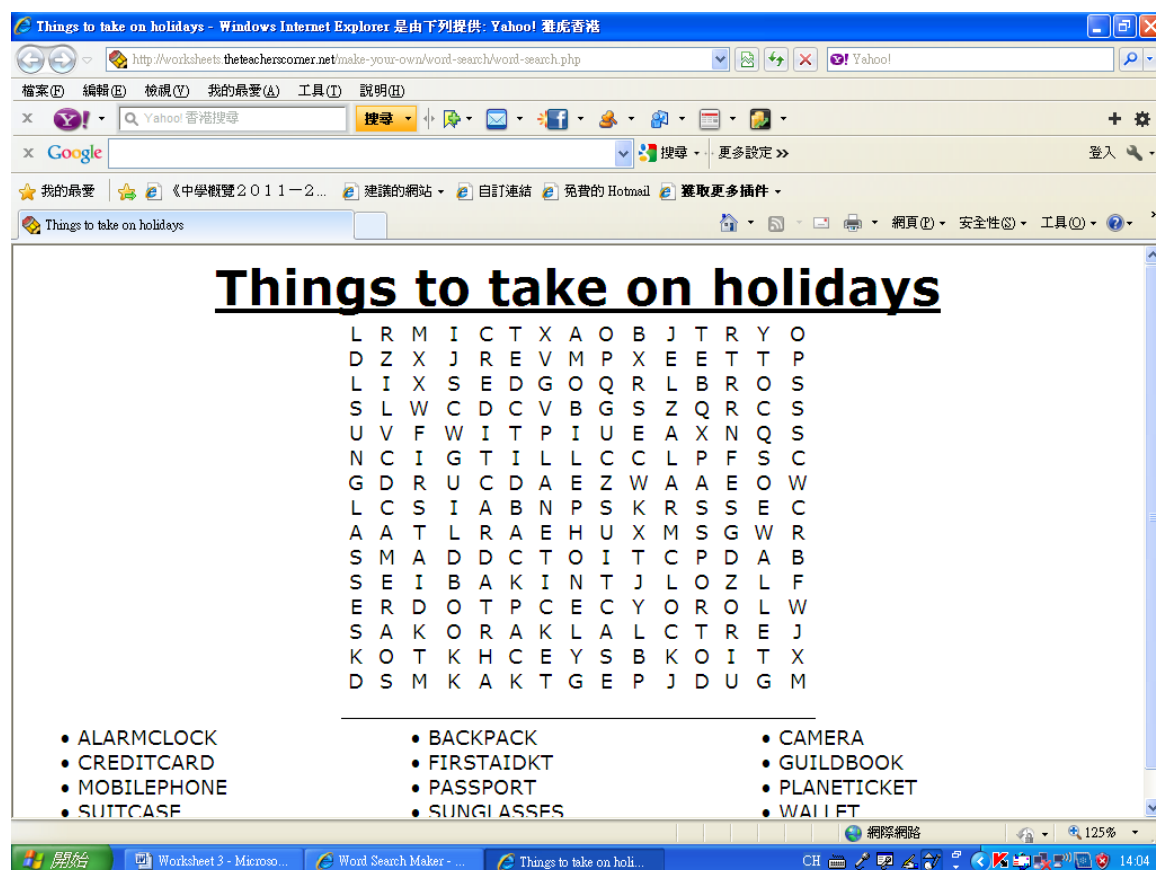 Things to take on holidays - Windows Internet Explorer 是由下列提供: Yahoo! 雅虎香港
http://worksheets.theteacherscorner.net/make-your-own/word-search/word-search.php Yahoo!
檔案(F) 編輯(E) 檢視(V) 我的最愛(A) 工具(T) 說明(H)
x Y! Yahoo! 香港搜尋 搜尋
x Google 搜尋 更多設定 » 登入
我的最愛 《中學概覽2011-2... 建議的網站 自訂連結 免費的 Hotmail 獲取更多插件
Things to take on holidays 網頁(P) 安全性(S) 工具(O)
Things to take on holidays
L R M I C T X A O B J T R Y O
D Z X J R E V M P X E E T T P
L I X S E D G O Q R L B R O S
S L W C D C V B G S Z Q R C S
U V F W I T P I U E A X N Q S
N C I G T I L L C C L P F S C
G D R U C D A E Z W A A E O W
L C S I A B N P S K R S S E C
A A T L R A E H U X M S G W R
S M A D D C T O I T C P D A B
S E I B A K I N T J L O Z L F
E R D O T P C E C Y O R O L W
S A K O R A K L A L C T R E J
K O T K H C E Y S B K O I T X
D S M K A K T G E P J D U G M
• ALARMCLOCK • BACKPACK • CAMERA
• CREDITCARD • FIRSTAIDKT • GUILDBOOK
• MOBILEPHONE • PASSPORT • PLANETICKET
• SUITCASE • SUNGLASSES • WALLET
網際網路 125%
開始 Worksheet 3 - Microso... Word Search Maker - ... Things to take on holi... CH 14:04